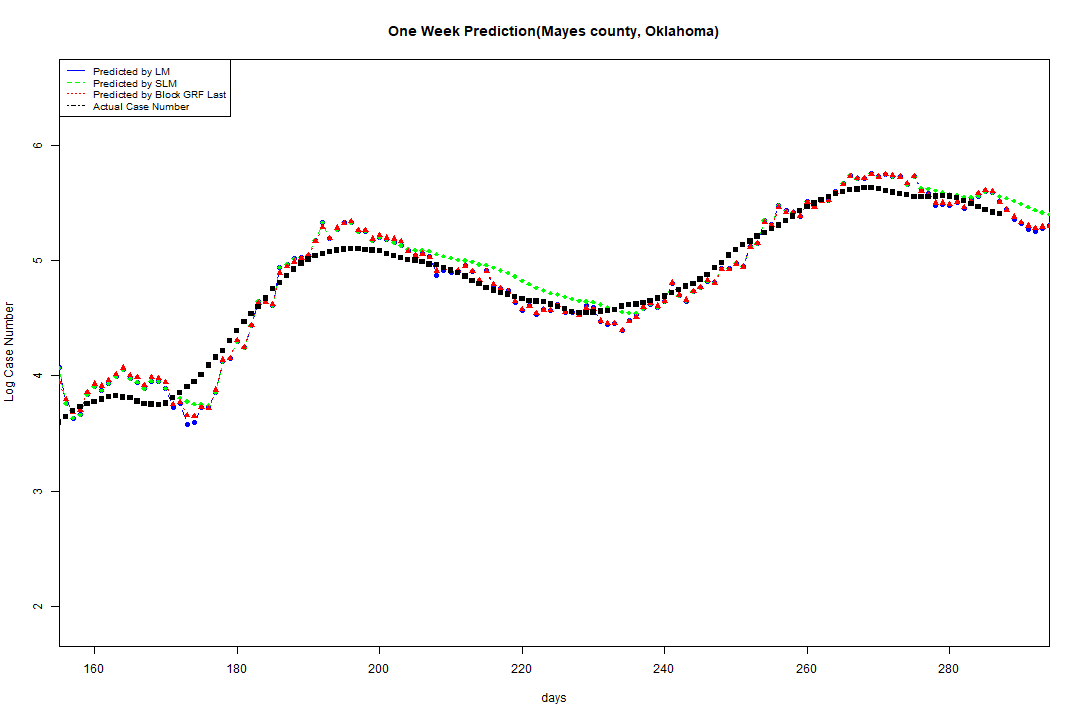 One Week Prediction(Mayes county, Oklahoma)
Predicted by LM
Predicted by SLM
Predicted by Block GRF Last
Actual Case Number
6
5
4
3
2
Log Case Number
160 180 200 220 240 260 280
days